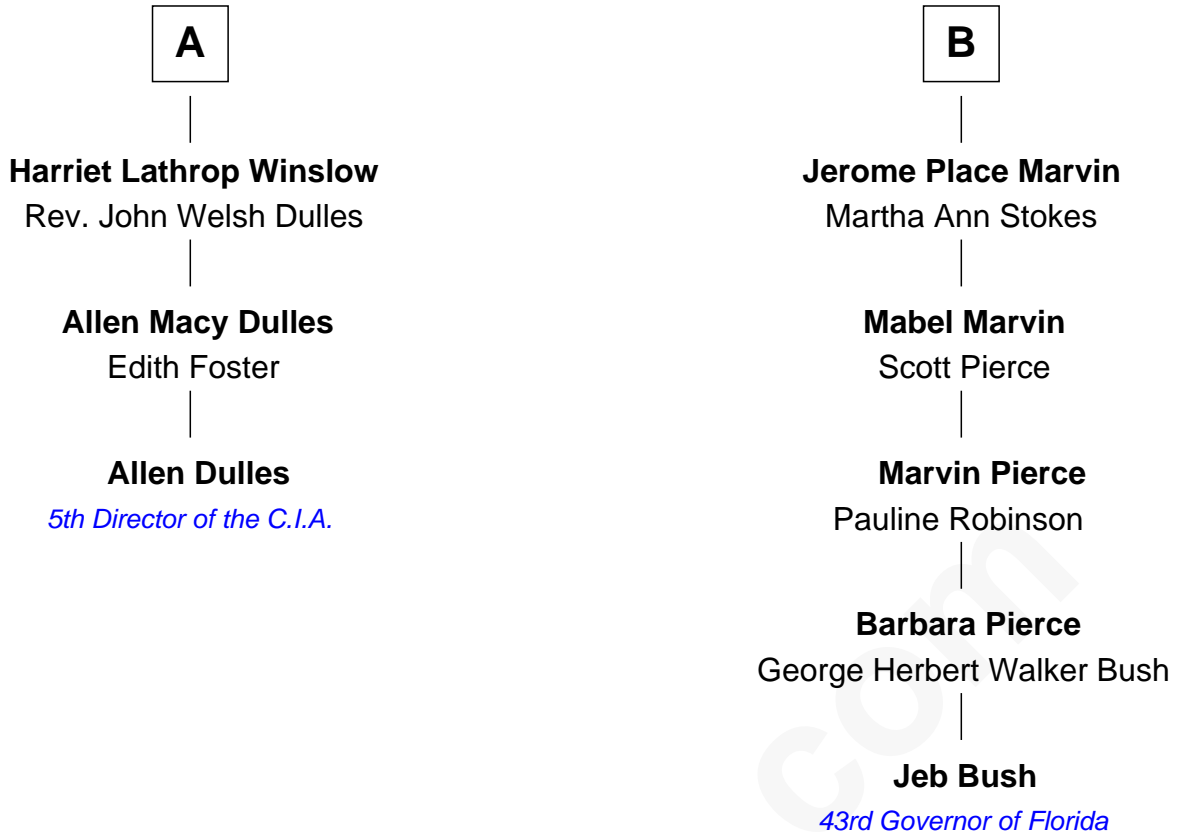 A
Harriet Lathrop Winslow
Rev. John Welsh Dulles
Allen Macy Dulles
Edith Foster
Allen Dulles
5th Director of the C.I.A.
B
Jerome Place Marvin
Martha Ann Stokes
Mabel Marvin
Scott Pierce
Marvin Pierce
Pauline Robinson
Barbara Pierce
George Herbert Walker Bush
Jeb Bush
43rd Governor of Florida
com